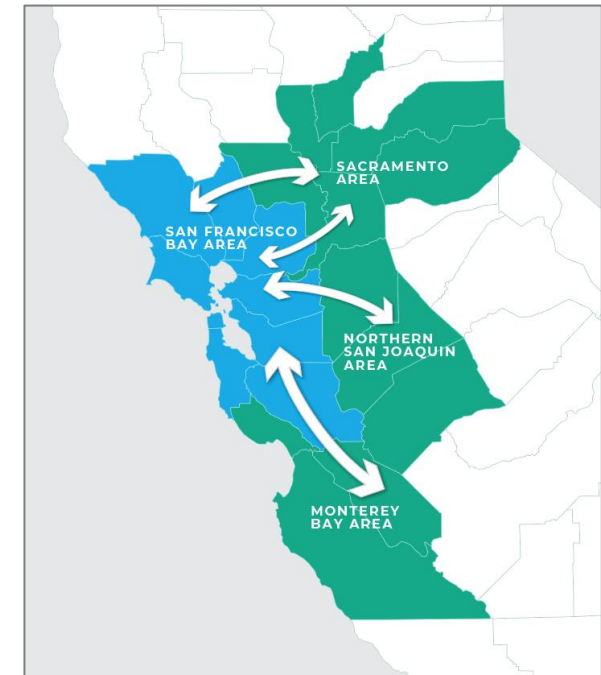 SACRAMENTO
AREA
SAN FRANCISCO
BAY AREA
NORTHERN
SAN JOAQUIN
AREA
MONTEREY
BAY AREA